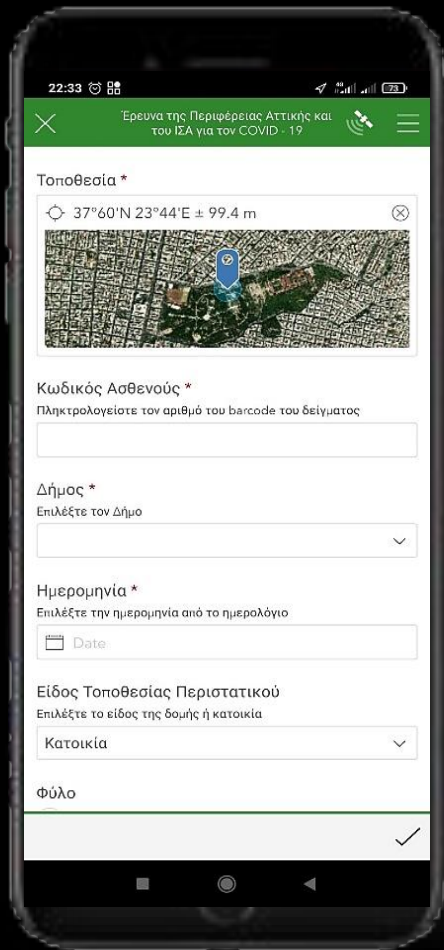 22:33
4G
73
Έρευνα της Περιφέρειας Αττικής και
του ΙΣΑ για τον COVID - 19
Τοποθεσία *
37°60'N 23°44'E ± 99.4 m
Κωδικός Ασθενούς *
Πληκτρολογείστε τον αριθμό του barcode του δείγματος
Δήμος *
Επιλέξτε τον Δήμο
Ημερομηνία *
Επιλέξτε την ημερομηνία από το ημερολόγιο
Date
Είδος Τοποθεσίας Περιστατικού
Επιλέξτε το είδος της δομής ή κατοικία
Κατοικία
Φύλο